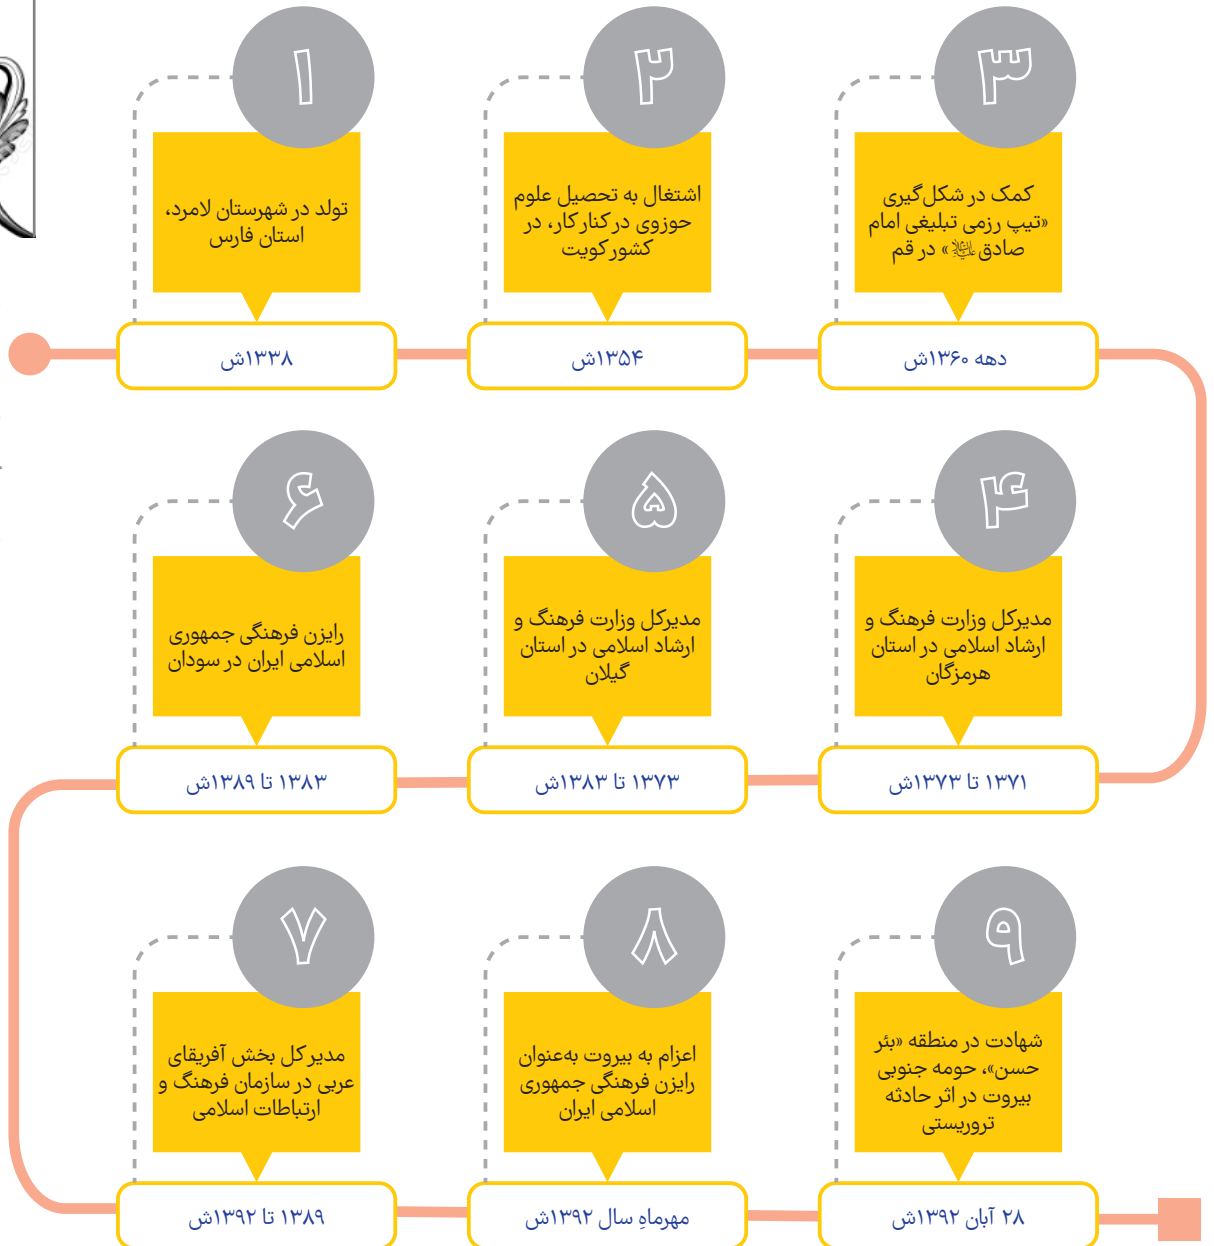 ۱
تولد در شهرستان لامرد،
استان فارس
۱۳۳۸ش
۲
اشتغال به تحصیل علوم
حوزوی در کنار کار، در
کشور کویت
۱۳۵۴ش
۳
کمک در شکل‌گیری
«تیپ رزمی تبلیغی امام
صادق علیه‌السلام» در قم
دهه ۱۳۶۰ش
۴
مدیرکل وزارت فرهنگ و
ارشاد اسلامی در استان
هرمزگان
۱۳۷۱ تا ۱۳۷۳ش
۵
مدیرکل وزارت فرهنگ و
ارشاد اسلامی در استان
گیلان
۱۳۷۳ تا ۱۳۸۳ش
۶
رایزن فرهنگی جمهوری
اسلامی ایران در سودان
۱۳۸۳ تا ۱۳۸۹ش
۷
مدیر کل بخش آفریقای
عربی در سازمان فرهنگ و
ارتباطات اسلامی
۱۳۸۹ تا ۱۳۹۲ش
۸
اعزام به بیروت به‌عنوان
رایزن فرهنگی جمهوری
اسلامی ایران
مهرماهِ سال ۱۳۹۲ش
۹
شهادت در منطقه «بئر
حسن»، حومه جنوبی
بیروت در اثر حادثه
تروریستی
۲۸ آبان ۱۳۹۲ش